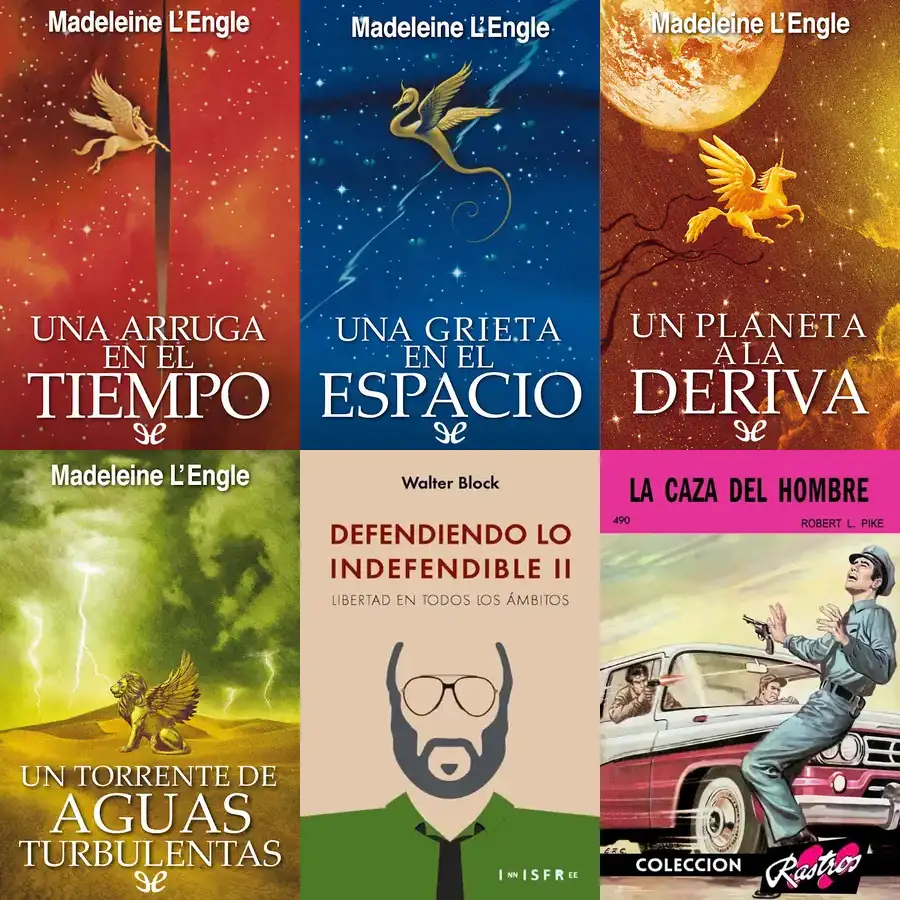 Madeleine L'Engle
UNA ARRUGA
EN EL
TIEMPO
Madeleine L'Engle
UNA GRIETA
EN EL
ESPACIO
Madeleine L'Engle
UN PLANETA
A LA
DERIVA
Madeleine L'Engle
UN TORRENTE DE
AGUAS
TURBULENTAS
Walter Block
DEFENDIENDO LO
INDEFENDIBLE II
LIBERTAD EN TODOS LOS ÁMBITOS
INNISFREE
LA CAZA DEL HOMBRE
490
ROBERT L. PIKE
COLECCION
Rastros